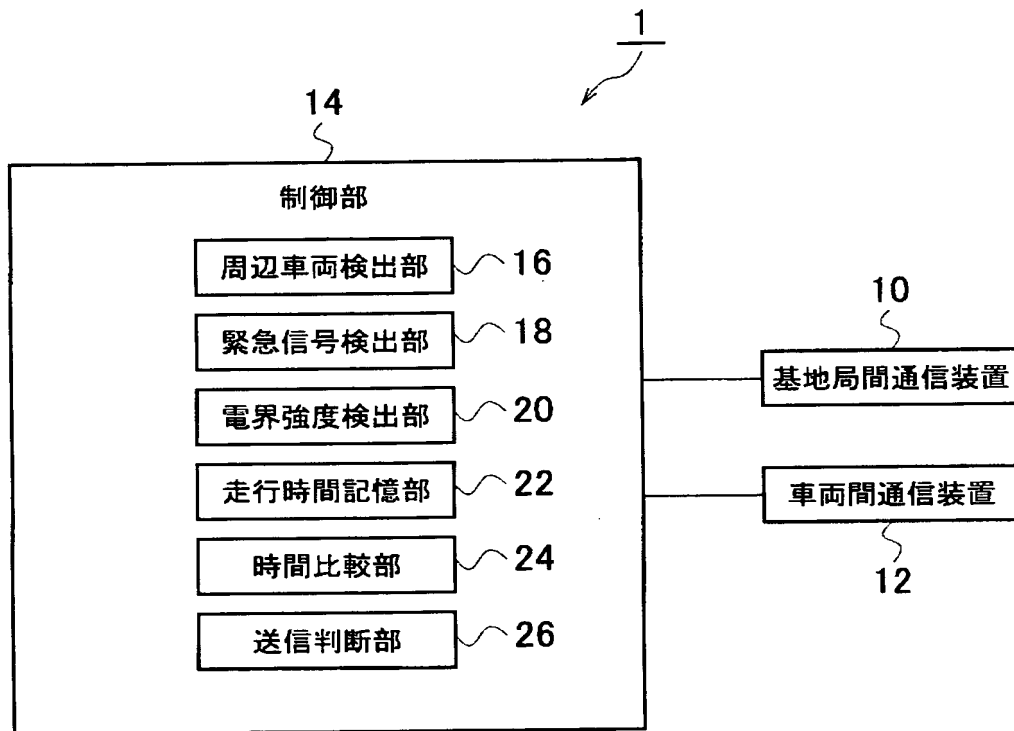 1
14
制御部
周辺車両検出部 16
緊急信号検出部 18
電界強度検出部 20
走行時間記憶部 22
時間比較部 24
送信判断部 26
10
基地局間通信装置
車両間通信装置
12